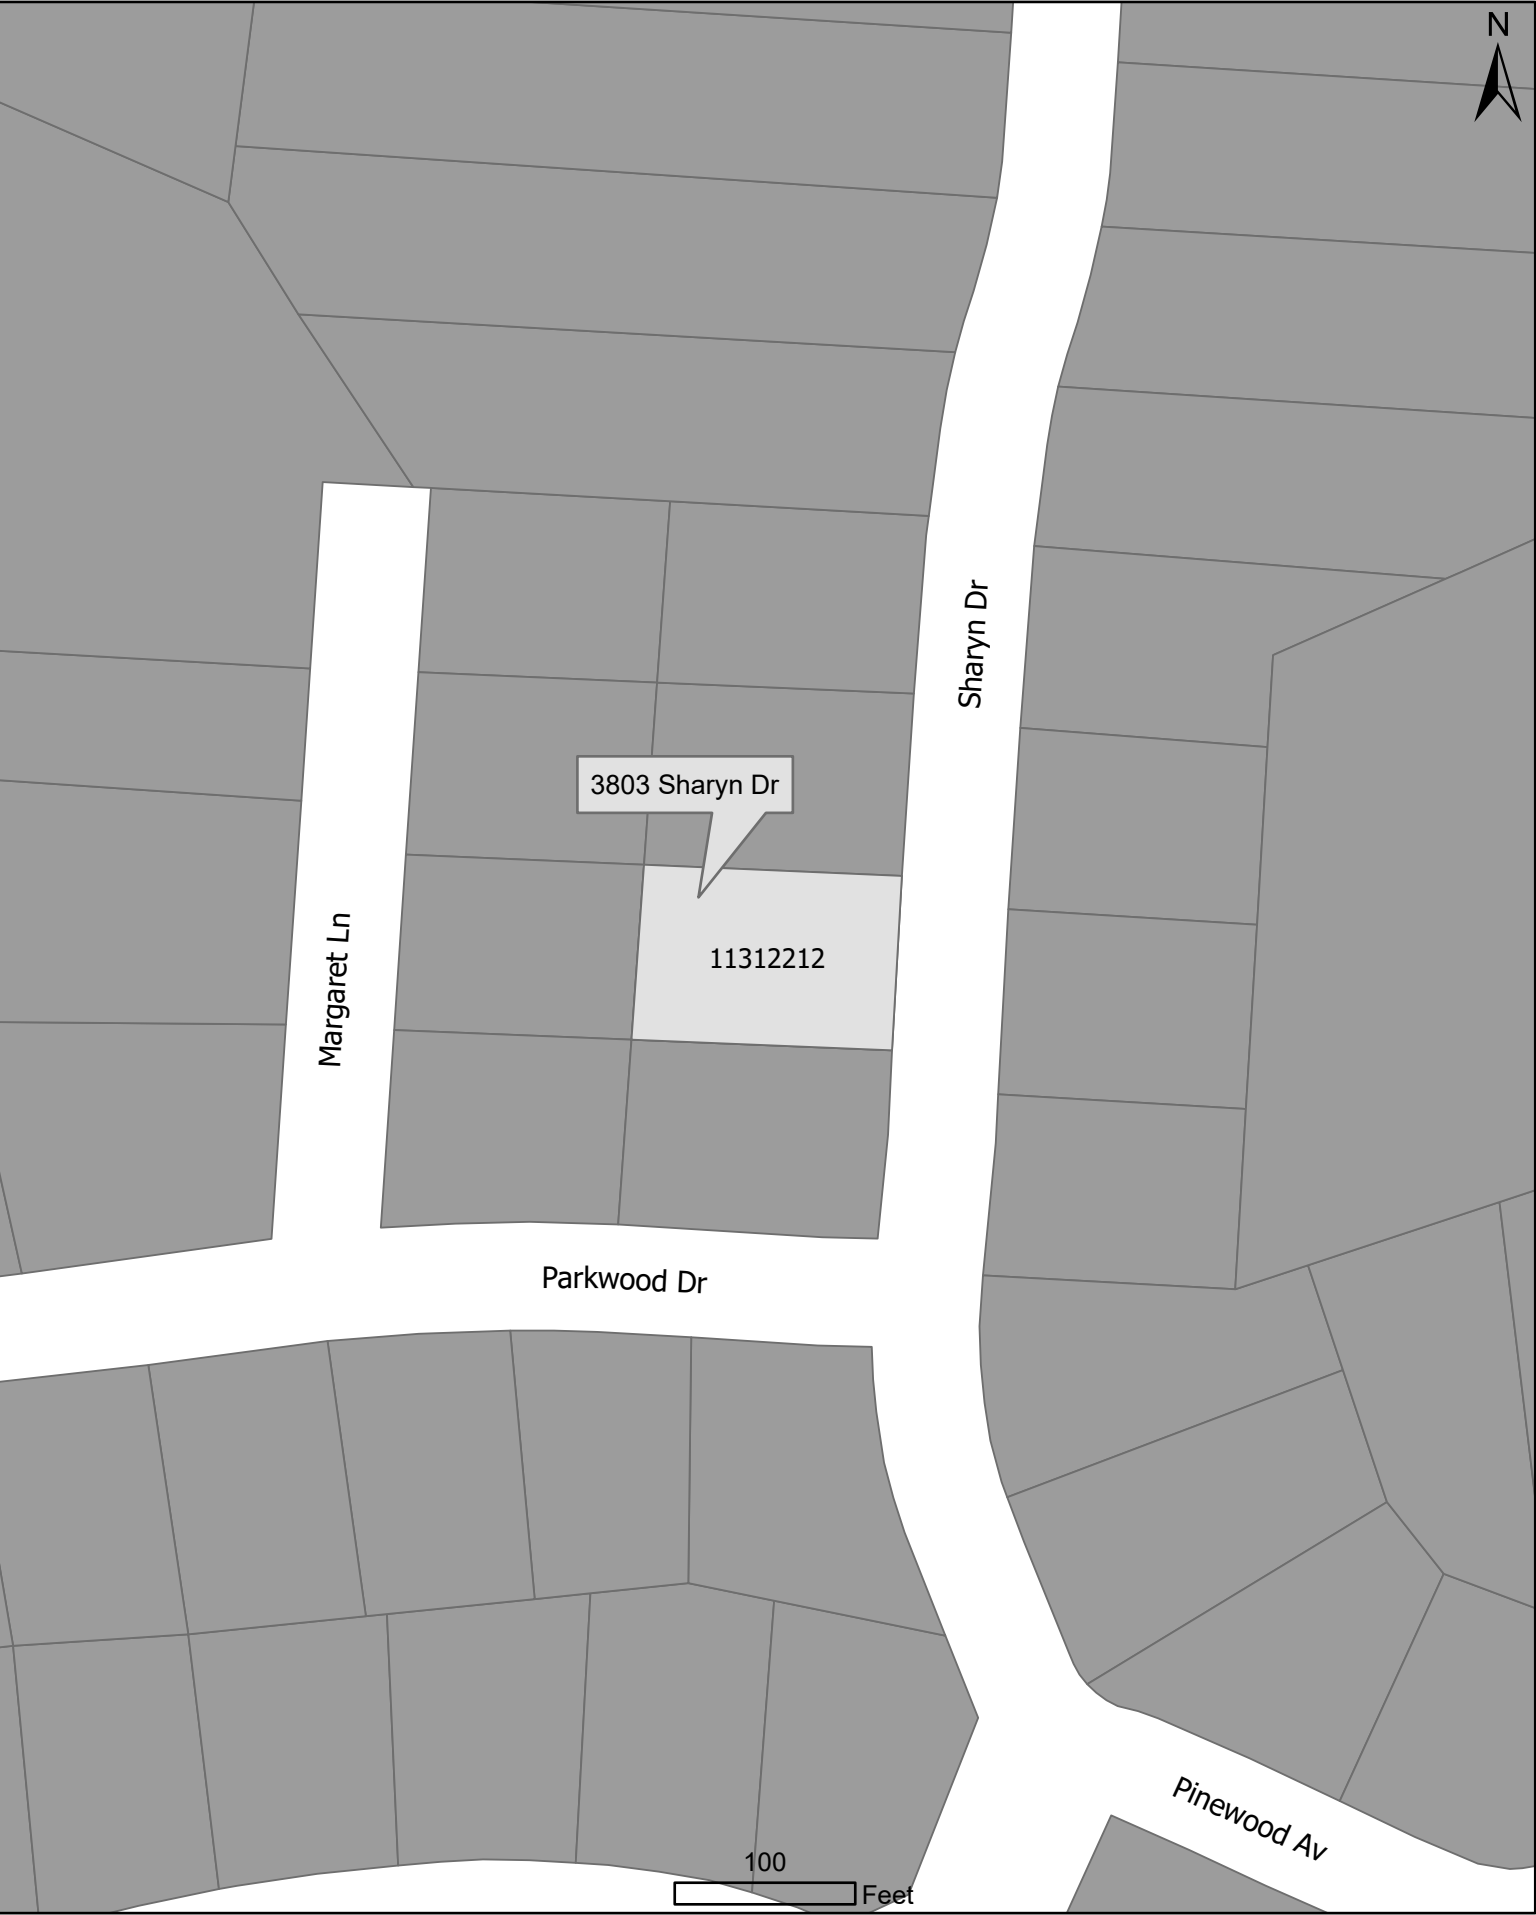 N
Sharyn Dr
3803 Sharyn Dr
11312212
Margaret Ln
Parkwood Dr
Pinewood Av
100
Feet